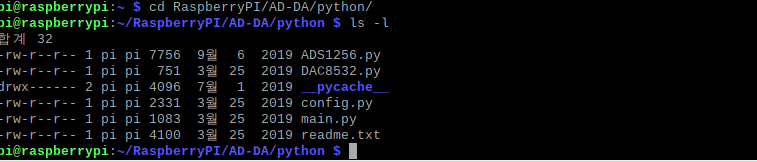 pi@raspberrypi:~ $ cd RaspberryPI/AD-DA/python/
pi@raspberrypi:~/RaspberryPI/AD-DA/python $ ls -l
합계 32
-rw-r--r-- 1 pi pi 7756  9월  6  2019 ADS1256.py
-rw-r--r-- 1 pi pi  751  3월 25  2019 DAC8532.py
drwx------ 2 pi pi 4096  7월  1  2019 __pycache__
-rw-r--r-- 1 pi pi 2331  3월 25  2019 config.py
-rw-r--r-- 1 pi pi 1083  3월 25  2019 main.py
-rw-r--r-- 1 pi pi 4100  3월 25  2019 readme.txt
pi@raspberrypi:~/RaspberryPI/AD-DA/python $